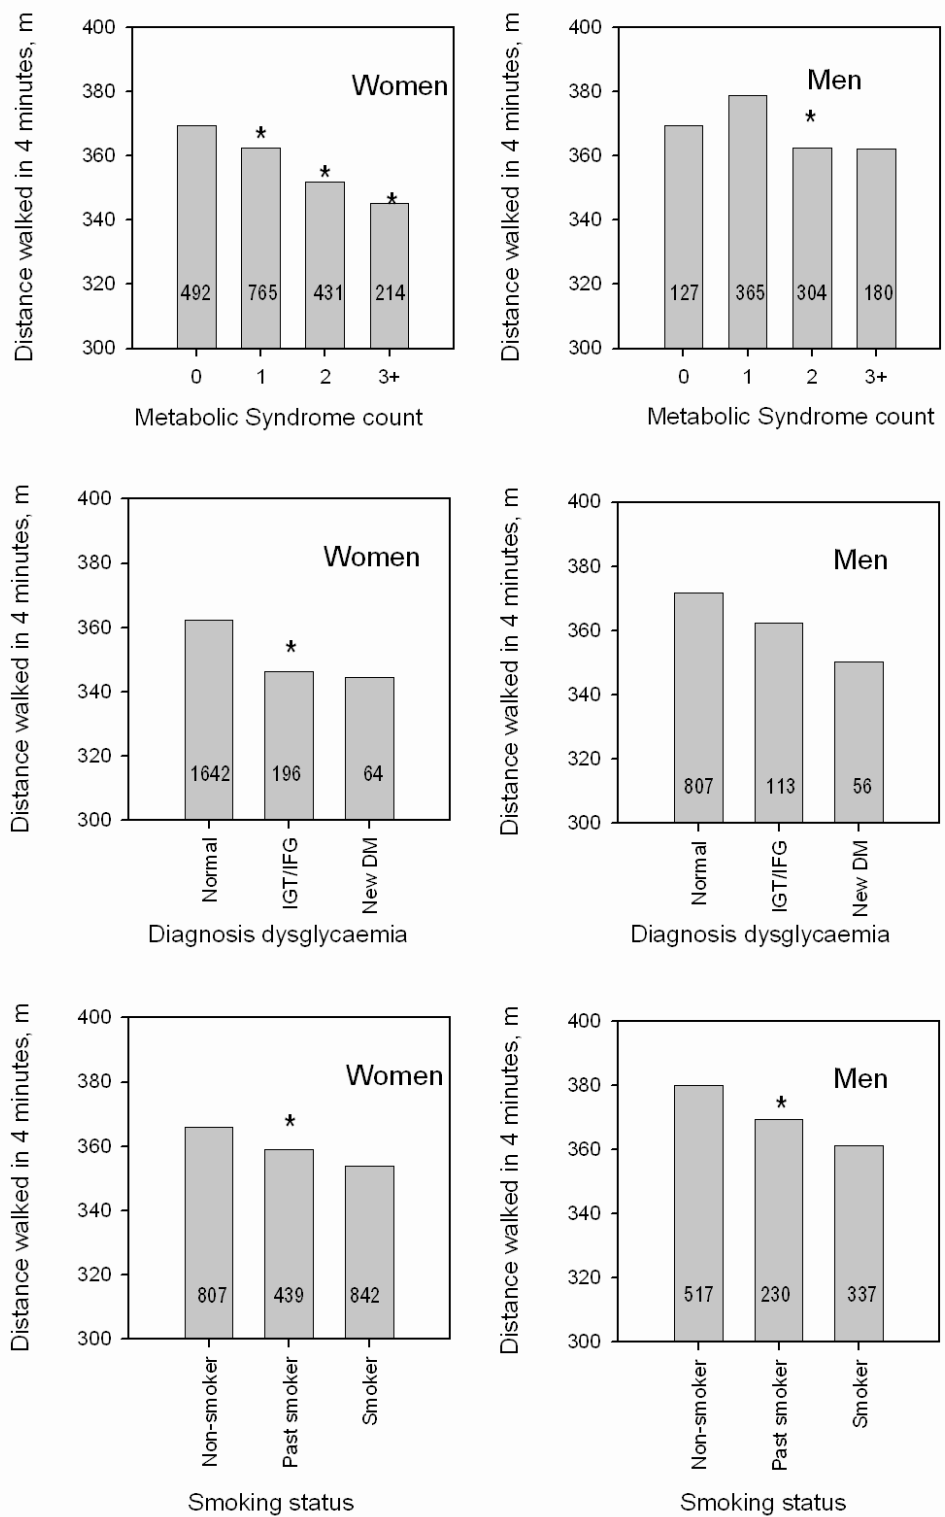 Distance walked in 4 minutes, m
400
380
360
340
320
300
Women
*
*
*
492
765
431
214
0
1
2
3+
Metabolic Syndrome count
Distance walked in 4 minutes, m
400
380
360
340
320
300
Men
*
127
365
304
180
0
1
2
3+
Metabolic Syndrome count
Distance walked in 4 minutes, m
400
380
360
340
320
300
Women
*
1642
196
64
Normal
IGT/IFG
New DM
Diagnosis dysglycaemia
Distance walked in 4 minutes, m
400
380
360
340
320
300
Men
807
113
56
Normal
IGT/IFG
New DM
Diagnosis dysglycaemia
Distance walked in 4 minutes, m
400
380
360
340
320
300
Women
*
807
439
842
Non-smoker
Past smoker
Smoker
Smoking status
Distance walked in 4 minutes, m
400
380
360
340
320
300
Men
*
517
230
337
Non-smoker
Past smoker
Smoker
Smoking status